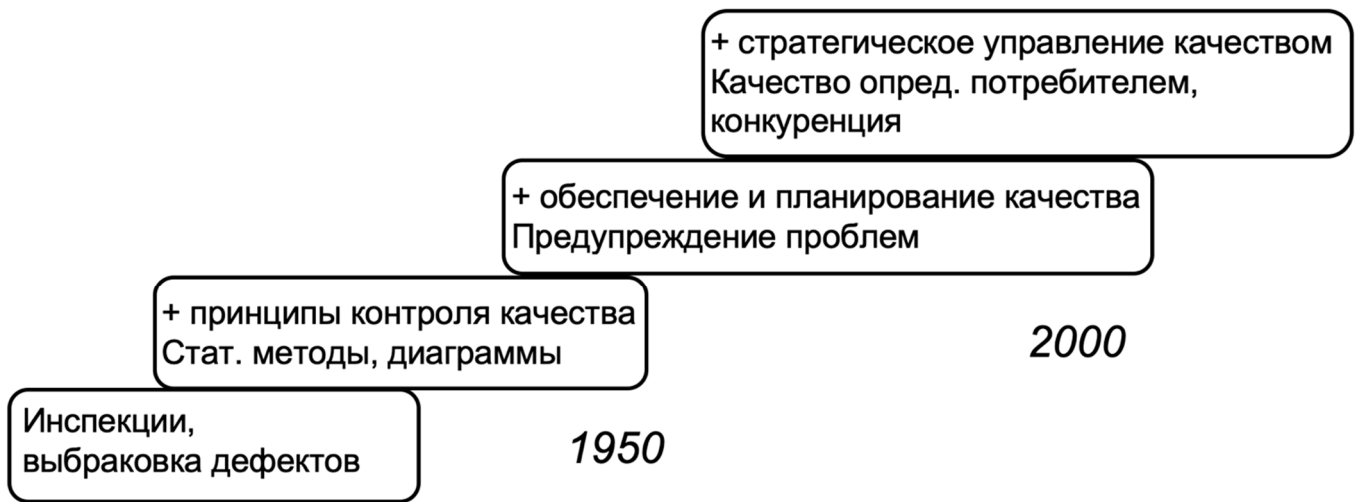 + стратегическое управление качеством
Качество опред. потребителем,
конкуренция
+ обеспечение и планирование качества
Предупреждение проблем
+ принципы контроля качества
Стат. методы, диаграммы
2000
Инспекции,
выбраковка дефектов
1950